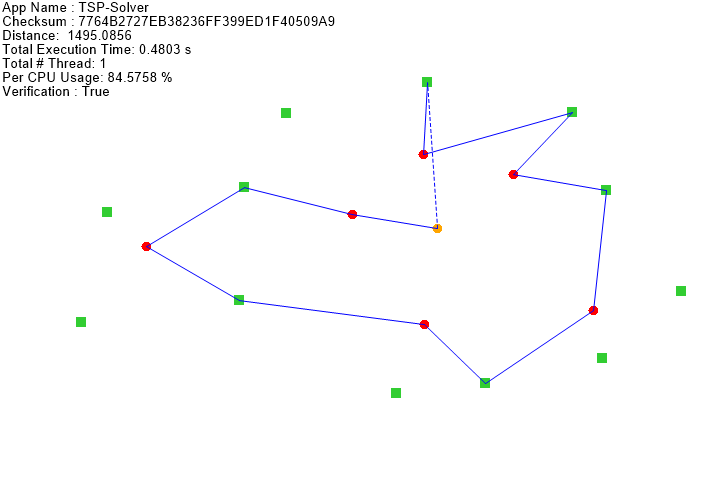 App Name : TSP-Solver
Checksum : 7764B2727EB38236FF399ED1F40509A9
Distance:  1495.0856
Total Execution Time: 0.4803 s
Total # Thread: 1
Per CPU Usage: 84.5758 %
Verification : True